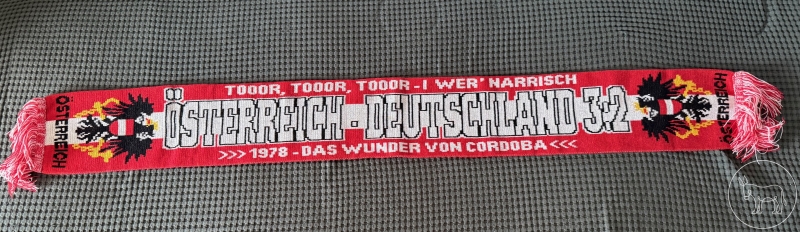 TOOOR, TOOOR, TOOOR - I WER' NARRISCH
ÖSTERREICH
ÖSTERREICH - DEUTSCHLAND 3:2
ÖSTERREICH
>>> 1978 - DAS WUNDER VON CORDOBA <<<